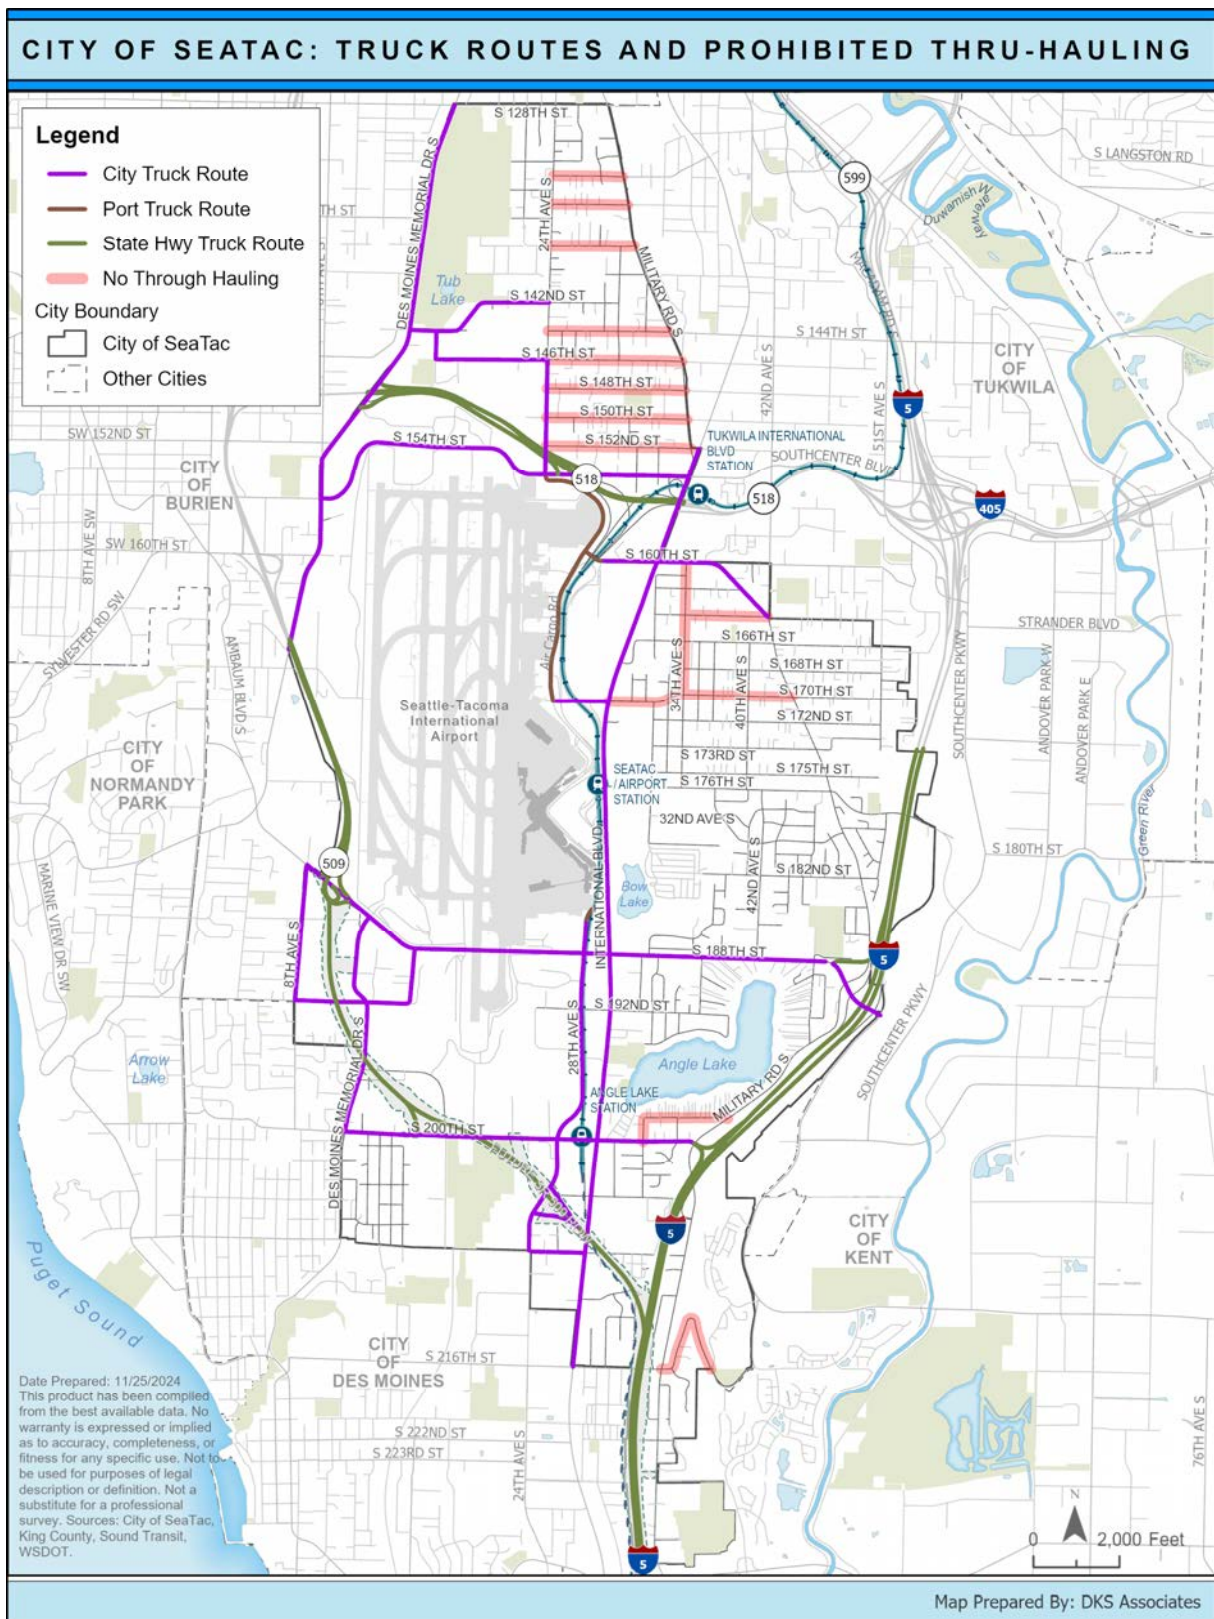 CITY OF SEATAC: TRUCK ROUTES AND PROHIBITED THRU-HAULING
Legend
City Truck Route
Port Truck Route
State Hwy Truck Route
No Through Hauling
City Boundary
City of SeaTac
Other Cities
S 128TH ST
S LANGSTON RD
599
DES MOINES MEMORIAL DR S
24TH AVE S
TH ST
Duwamish Waterway
MILITARY RD S
Tub
Lake
S 142ND ST
S 144TH ST
S 146TH ST
42ND AVE S
51ST AVE S
CITY
OF
TUKWILA
S 148TH ST
5
S 150TH ST
SW 152ND ST
S 154TH ST
S 152ND ST
TUKWILA INTERNATIONAL
BLVD
STATION
SOUTHCENTER BLVD
CITY
OF
BURIEN
518
518
405
8TH AVE SW
SW 160TH ST
S 160TH ST
SYLVESTER RD SW
AMBAUM BLVD S
Air Cargo Rd
STRANDER BLVD
S 166TH ST
34TH AVE S
40TH AVE S
S 168TH ST
S 170TH ST
S 172ND ST
SOUTHCENTER PKWY
ANDOVER PARK W
ANDOVER PARK E
Seattle-Tacoma
International
Airport
CITY
OF
NORMANDY
PARK
S 173RD ST
S 175TH ST
S 176TH ST
SEATAC
/ AIRPORT
STATION
32ND AVE S
Green River
S 180TH ST
509
INTERNATIONAL BLVD
42ND AVE S
S 182ND ST
Bow
Lake
MARINE VIEW DR SW
8TH AVE S
S 188TH ST
5
S 192ND ST
28TH AVE S
SOUTHCENTER PKWY
Arrow
Lake
DES MOINES MEMORIAL DR S
Angle Lake
MILITARY RD S
ANGLE LAKE
STATION
S 200TH ST
5
CITY
OF
KENT
Puget Sound
CITY
OF
DES MOINES
S 216TH ST
S 222ND ST
S 223RD ST
24TH AVE S
76TH AVE S
Date Prepared: 11/25/2024
This product has been compiled
from the best available data. No
warranty is expressed or implied
as to accuracy, completeness, or
fitness for any specific use. Not to
be used for purposes of legal
description or definition. Not a
substitute for a professional
survey. Sources: City of SeaTac,
King County, Sound Transit,
WSDOT.
N
0 2,000 Feet
5
Map Prepared By: DKS Associates